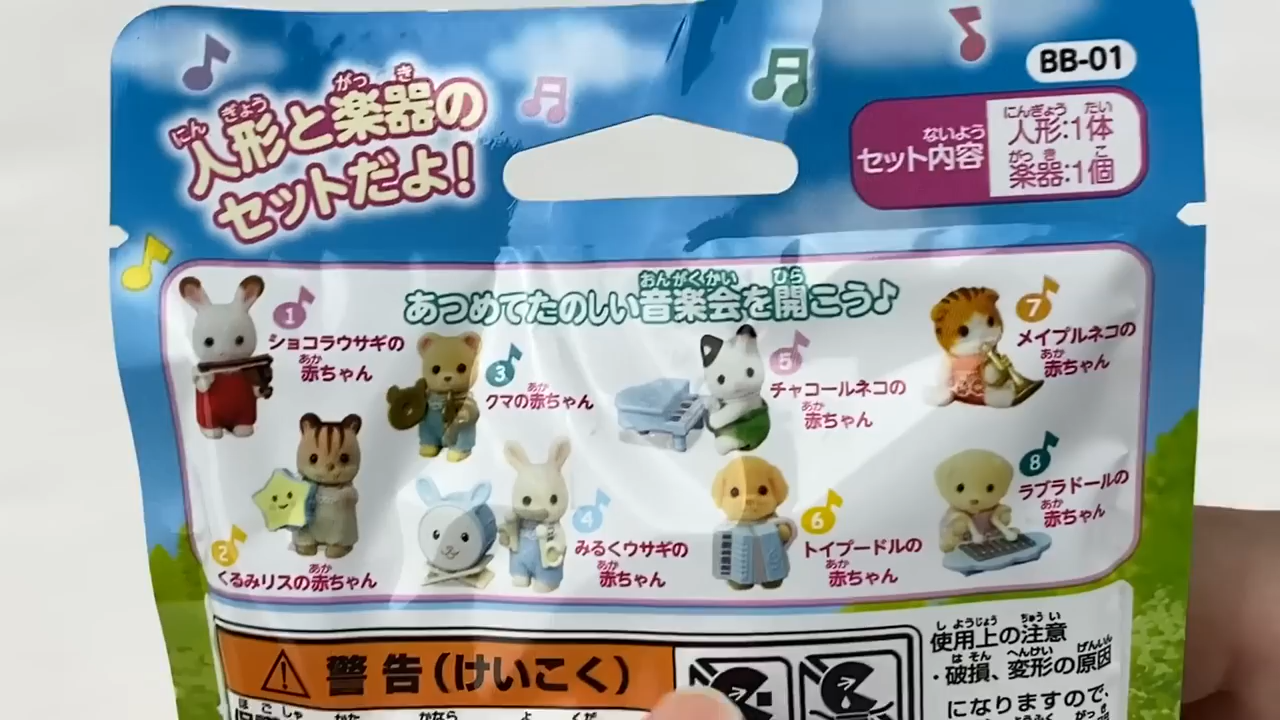 人形と楽器の
にん ぎょう がっ き
セットだよ!
BB-01
セット内容
ないよう
人形:1体
にんぎょう たい
楽器:1個
がっ き こ
あつめてたのしい音楽会を開こう♪
おんがくかい ひら
1
ショコラウサギの
赤ちゃん
あか
2
くるみリスの赤ちゃん
あか
3
クマの赤ちゃん
あか
4
みるくウサギの
赤ちゃん
あか
5
チャコールネコの
赤ちゃん
あか
6
トイプードルの
赤ちゃん
あか
7
メイプルネコの
赤ちゃん
あか
8
ラブラドールの
赤ちゃん
あか
警告(けいこく)
使用上の注意
しようじょう ちゅうい
・破損、変形の原因
はそん へんけい げんいん
になりますので、